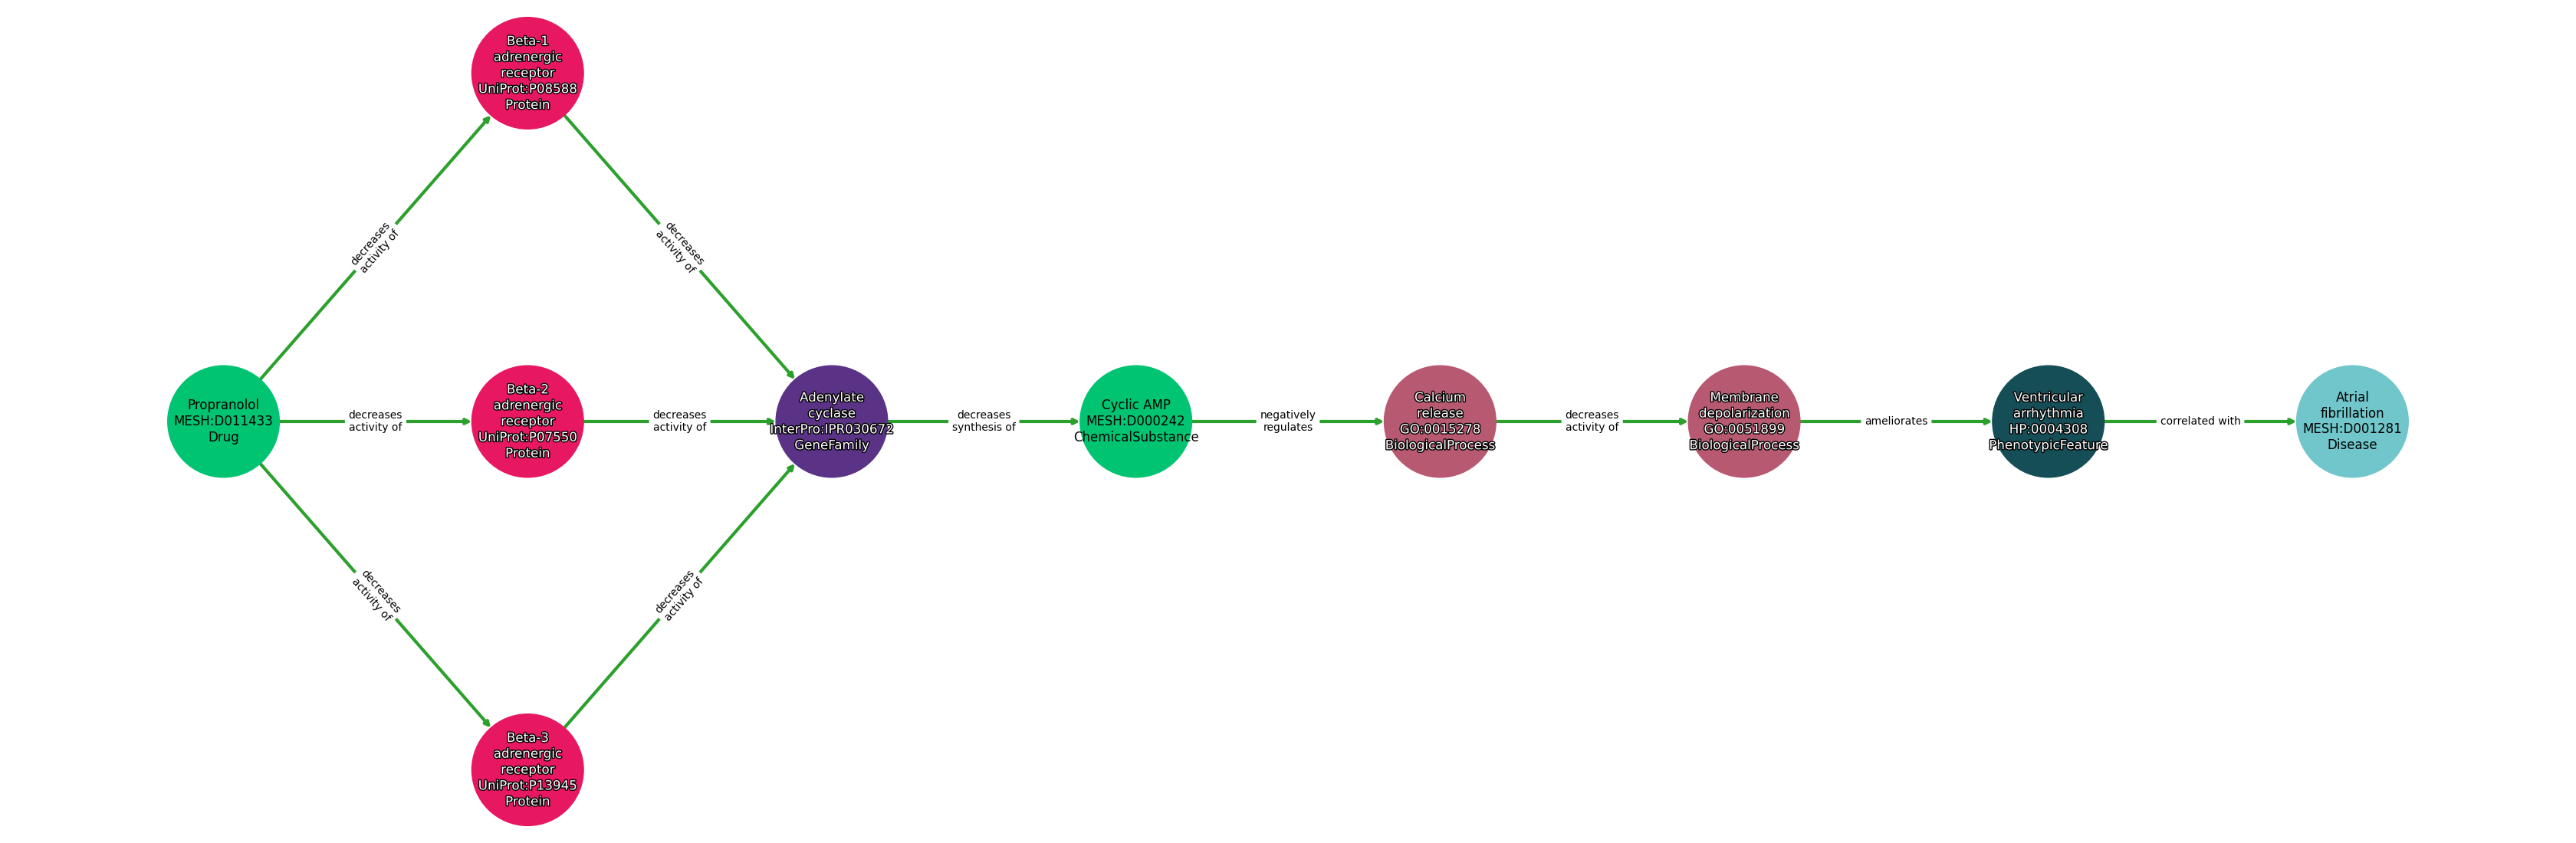 Beta-1
adrenergic
receptor
UniProt:P08588
Protein
decreases
activity of
decreases
activity of
Propranolol
MESH:D011433
Drug
decreases
activity of
Beta-2
adrenergic
receptor
UniProt:P07550
Protein
decreases
activity of
Adenylate
cyclase
InterPro:IPR030672
GeneFamily
decreases
synthesis of
Cyclic AMP
MESH:D000242
ChemicalSubstance
negatively
regulates
Calcium
release
GO:0015278
BiologicalProcess
decreases
activity of
Membrane
depolarization
GO:0051899
BiologicalProcess
ameliorates
Ventricular
arrhythmia
HP:0004308
PhenotypicFeature
correlated with
Atrial
fibrillation
MESH:D001281
Disease
decreases
activity of
decreases
activity of
Beta-3
adrenergic
receptor
UniProt:P13945
Protein